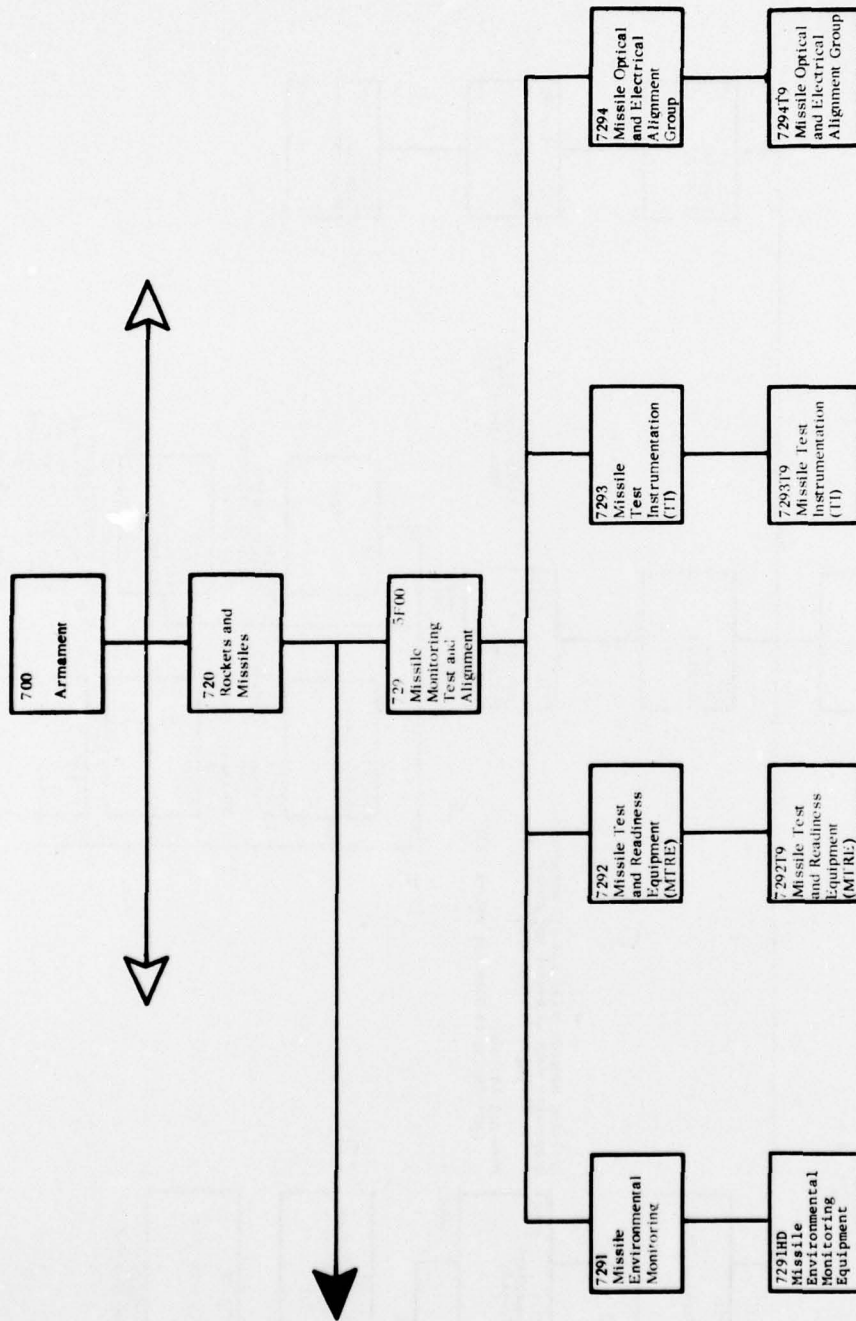 700
Armament
720
Rockets and
Missiles
729
Missile
Monitoring
Test and
Alignment
7291
Missile
Environmental
Monitoring
7292
Missile Test
and Readiness
Equipment
(MTRE)
7293
Missile
Test
Instrumentation
(TI)
7294
Missile Optical
and Electrical
Alignment
Group
7291HD
Missile
Environmental
Monitoring
Equipment
7292T9
Missile Test
and Readiness
Equipment
(MTRE)
7293T9
Missile Test
Instrumentation
(TI)
7294T9
Missile Optical
and Electrical
Alignment Group